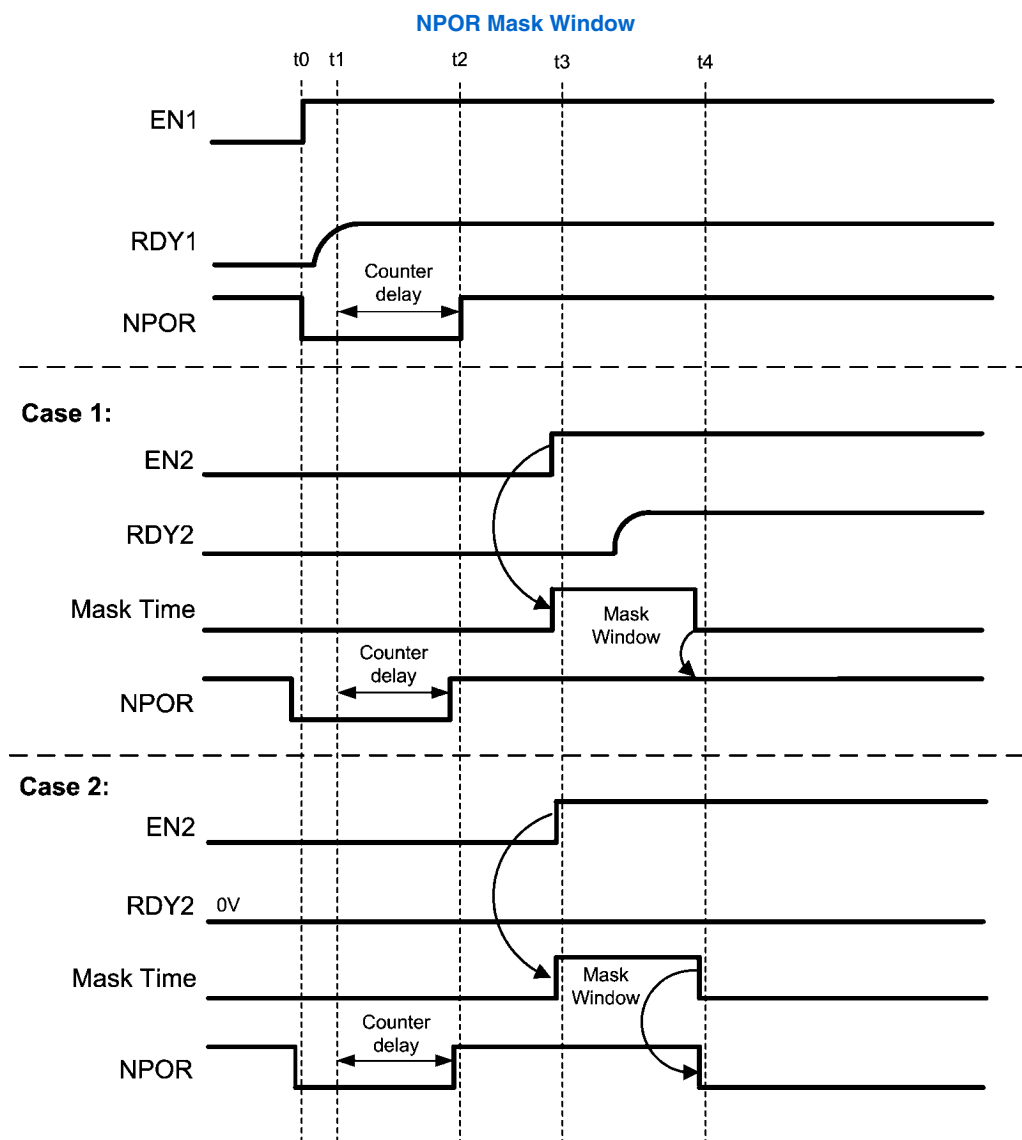 NPOR Mask Window
t0 t1 t2 t3 t4
EN1
RDY1
Counter
delay
NPOR
Case 1:
EN2
RDY2
Mask Time
Mask
Window
Counter
delay
NPOR
Case 2:
EN2
RDY2 0V
Mask Time
Mask
Window
Counter
delay
NPOR